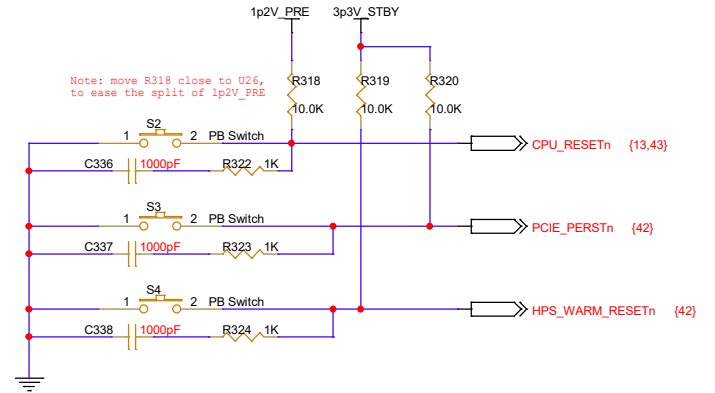 1p2V_PRE
3p3V_STBY
Note: move R318 close to U26,
to ease the split of 1p2V_PRE
R318
R319
R320
10.0K
10.0K
10.0K
S2
1
2
PB Switch
CPU_RESETn {13,43}
C336
1000pF
R322
1K
S3
1
2
PB Switch
PCIE_PERSTn {42}
C337
1000pF
R323
1K
S4
1
2
PB Switch
HPS_WARM_RESETn {42}
C338
1000pF
R324
1K